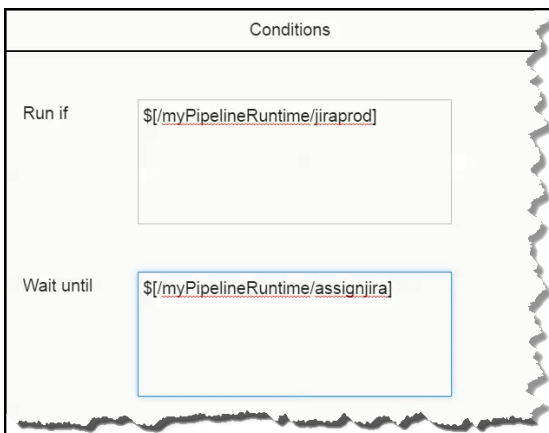 Conditions
Run if
$[/myPipelineRuntime/jiraprod]
Wait until
$[/myPipelineRuntime/assignjira]